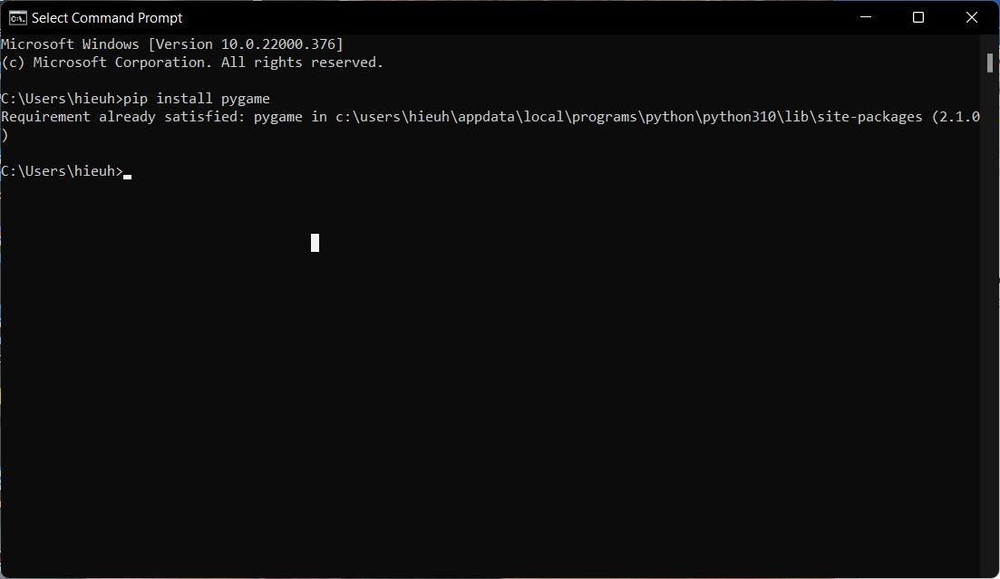 Select Command Prompt
Microsoft Windows [Version 10.0.22000.376]
(c) Microsoft Corporation. All rights reserved.
C:\Users\hieuh>pip install pygame
Requirement already satisfied: pygame in c:\users\hieuh\appdata\local\programs\python\python310\lib\site-packages (2.1.0
)
C:\Users\hieuh>